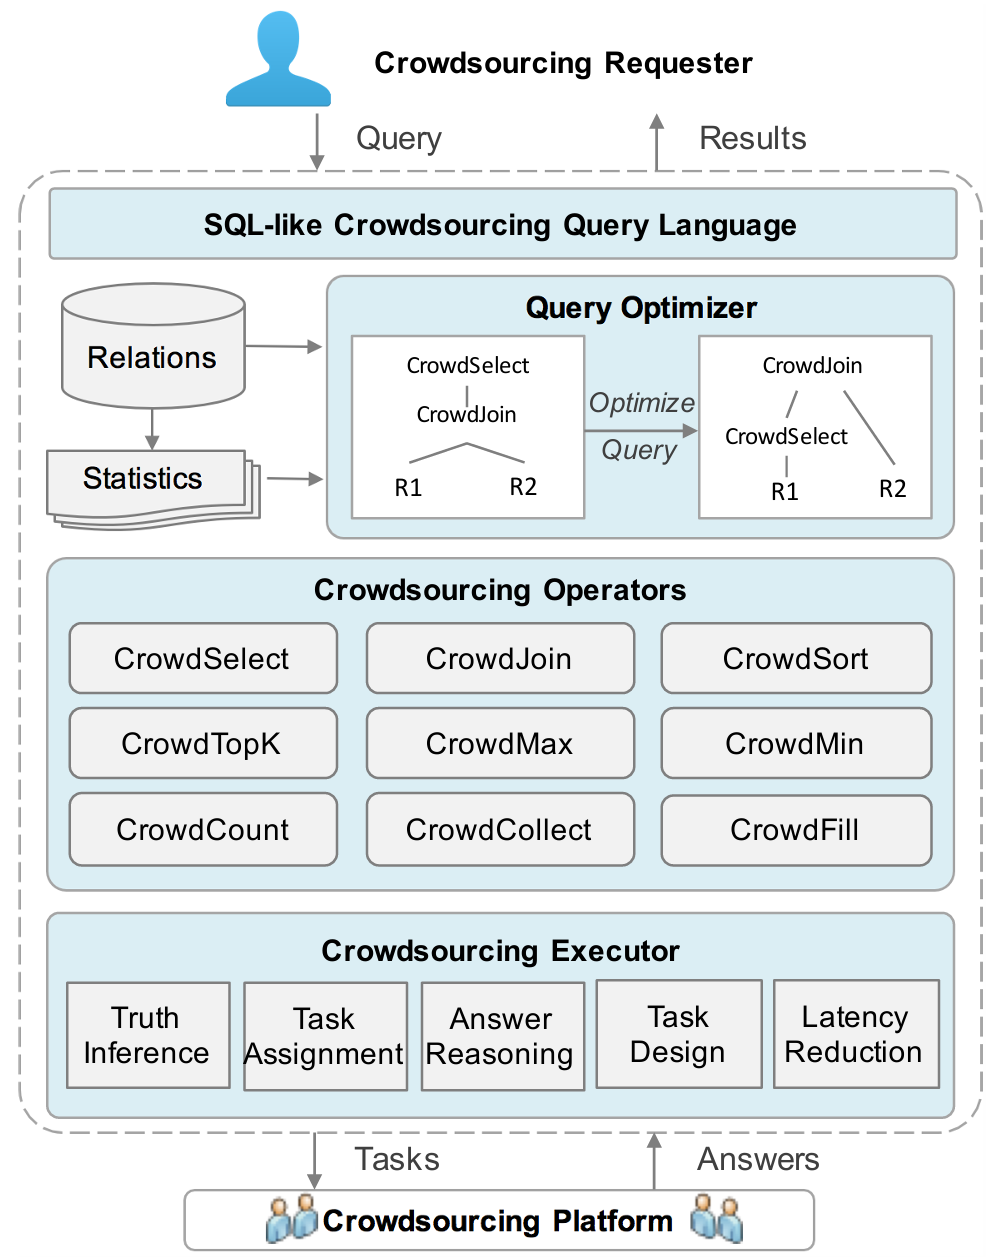 Crowdsourcing Requester
Query
Results
SQL-like Crowdsourcing Query Language
Relations
Statistics
Query Optimizer
CrowdSelect
CrowdJoin
R1
R2
Optimize
Query
CrowdJoin
CrowdSelect
R1
R2
Crowdsourcing Operators
CrowdSelect
CrowdJoin
CrowdSort
CrowdTopK
CrowdMax
CrowdMin
CrowdCount
CrowdCollect
CrowdFill
Crowdsourcing Executor
Truth
Inference
Task
Assignment
Answer
Reasoning
Task
Design
Latency
Reduction
Tasks
Answers
Crowdsourcing Platform